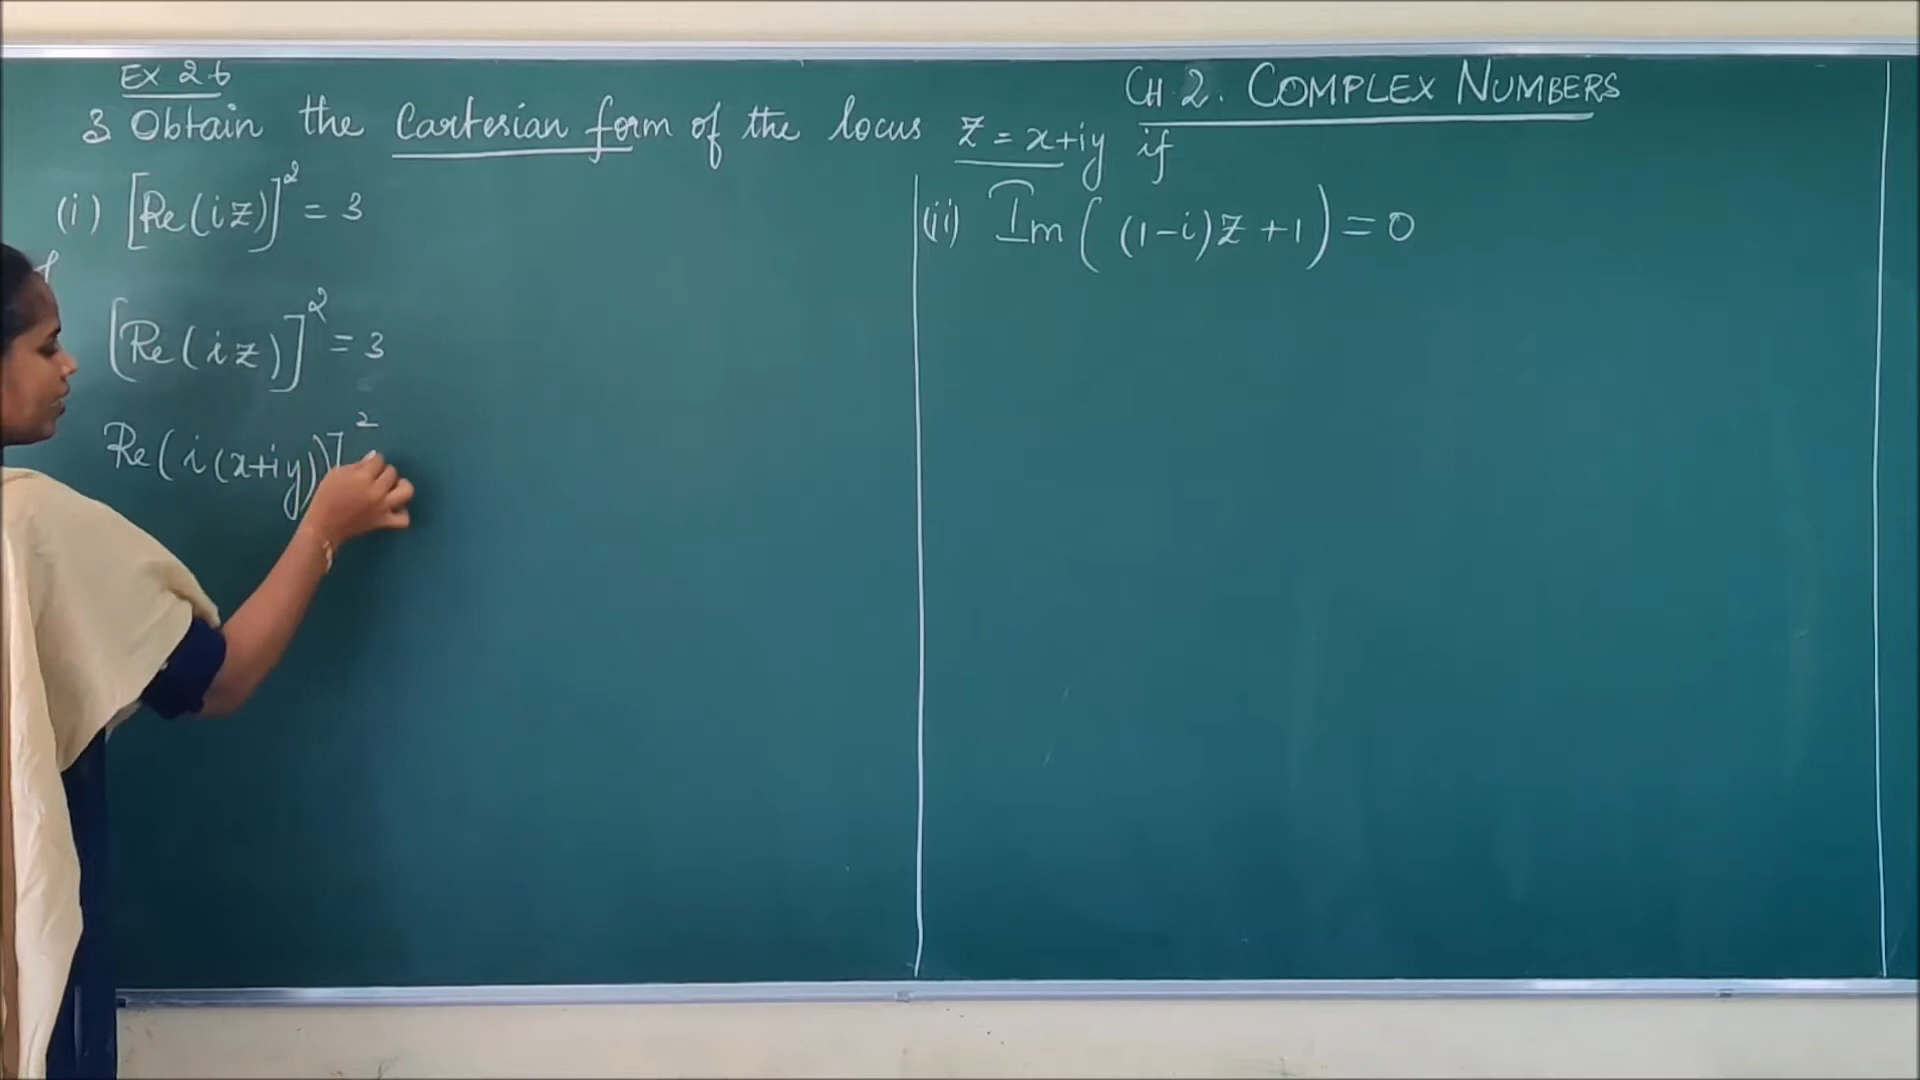 Ex 2.6
CH 2. COMPLEX NUMBERS
3 Obtain the Cartesian form of the locus z = x+iy if
(i) [Re(iz)]² = 3
[Re(iz)]² = 3
Re(i(x+iy))]²
(ii) Im((1-i)z+1) = 0